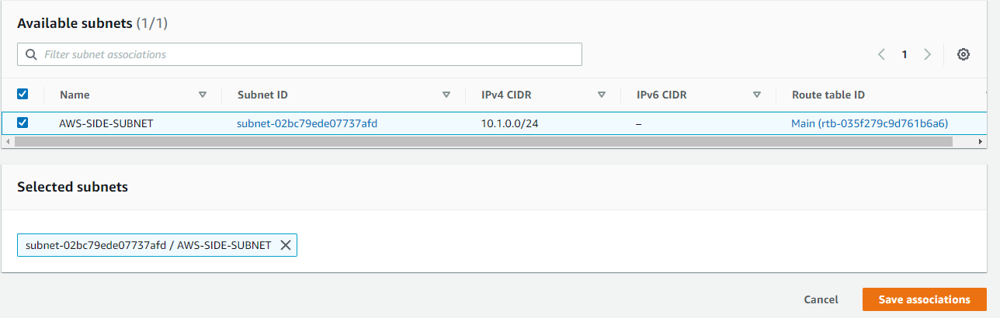 Available subnets (1/1)
Filter subnet associations
1
Name Subnet ID IPv4 CIDR IPv6 CIDR Route table ID
AWS-SIDE-SUBNET subnet-02bc79ede07737afd 10.1.0.0/24 – Main (rtb-035f279c9d761b6a6)
Selected subnets
subnet-02bc79ede07737afd / AWS-SIDE-SUBNET
Cancel Save associations